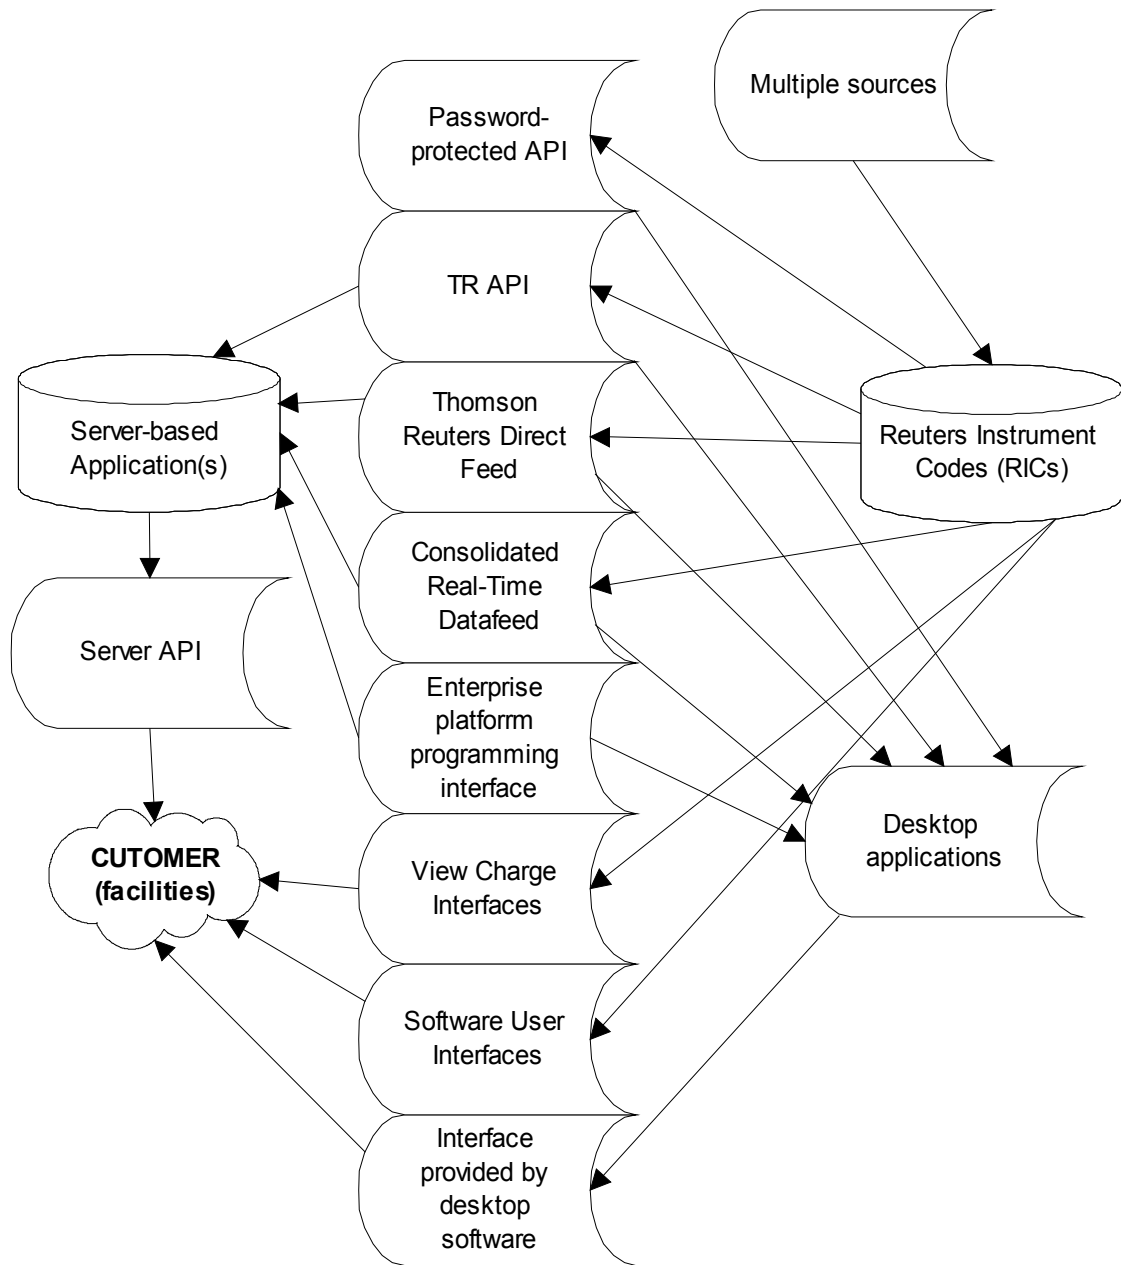 Multiple sources
Password-
protected API
TR API
Thomson
Reuters Direct
Feed
Server-based
Application(s)
Reuters Instrument
Codes (RICs)
Consolidated
Real-Time
Datafeed
Server API
Enterprise
platforrm
programming
interface
Desktop
applications
CUTOMER
(facilities)
View Charge
Interfaces
Software User
Interfaces
Interface
provided by
desktop
software